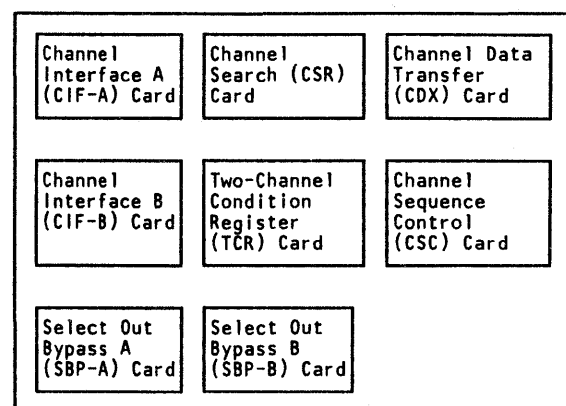 Channel
Interface A
(CIF-A) Card
Channel
Search (CSR)
Card
Channel Data
Transfer
(CDX) Card
Channel
Interface B
(CIF-B) Card
Two-Channel
Condition
Register
(TCR) Card
Channel
Sequence
Control
(CSC) Card
Select Out
Bypass A
(SBP-A) Card
Select Out
Bypass B
(SBP-B) Card